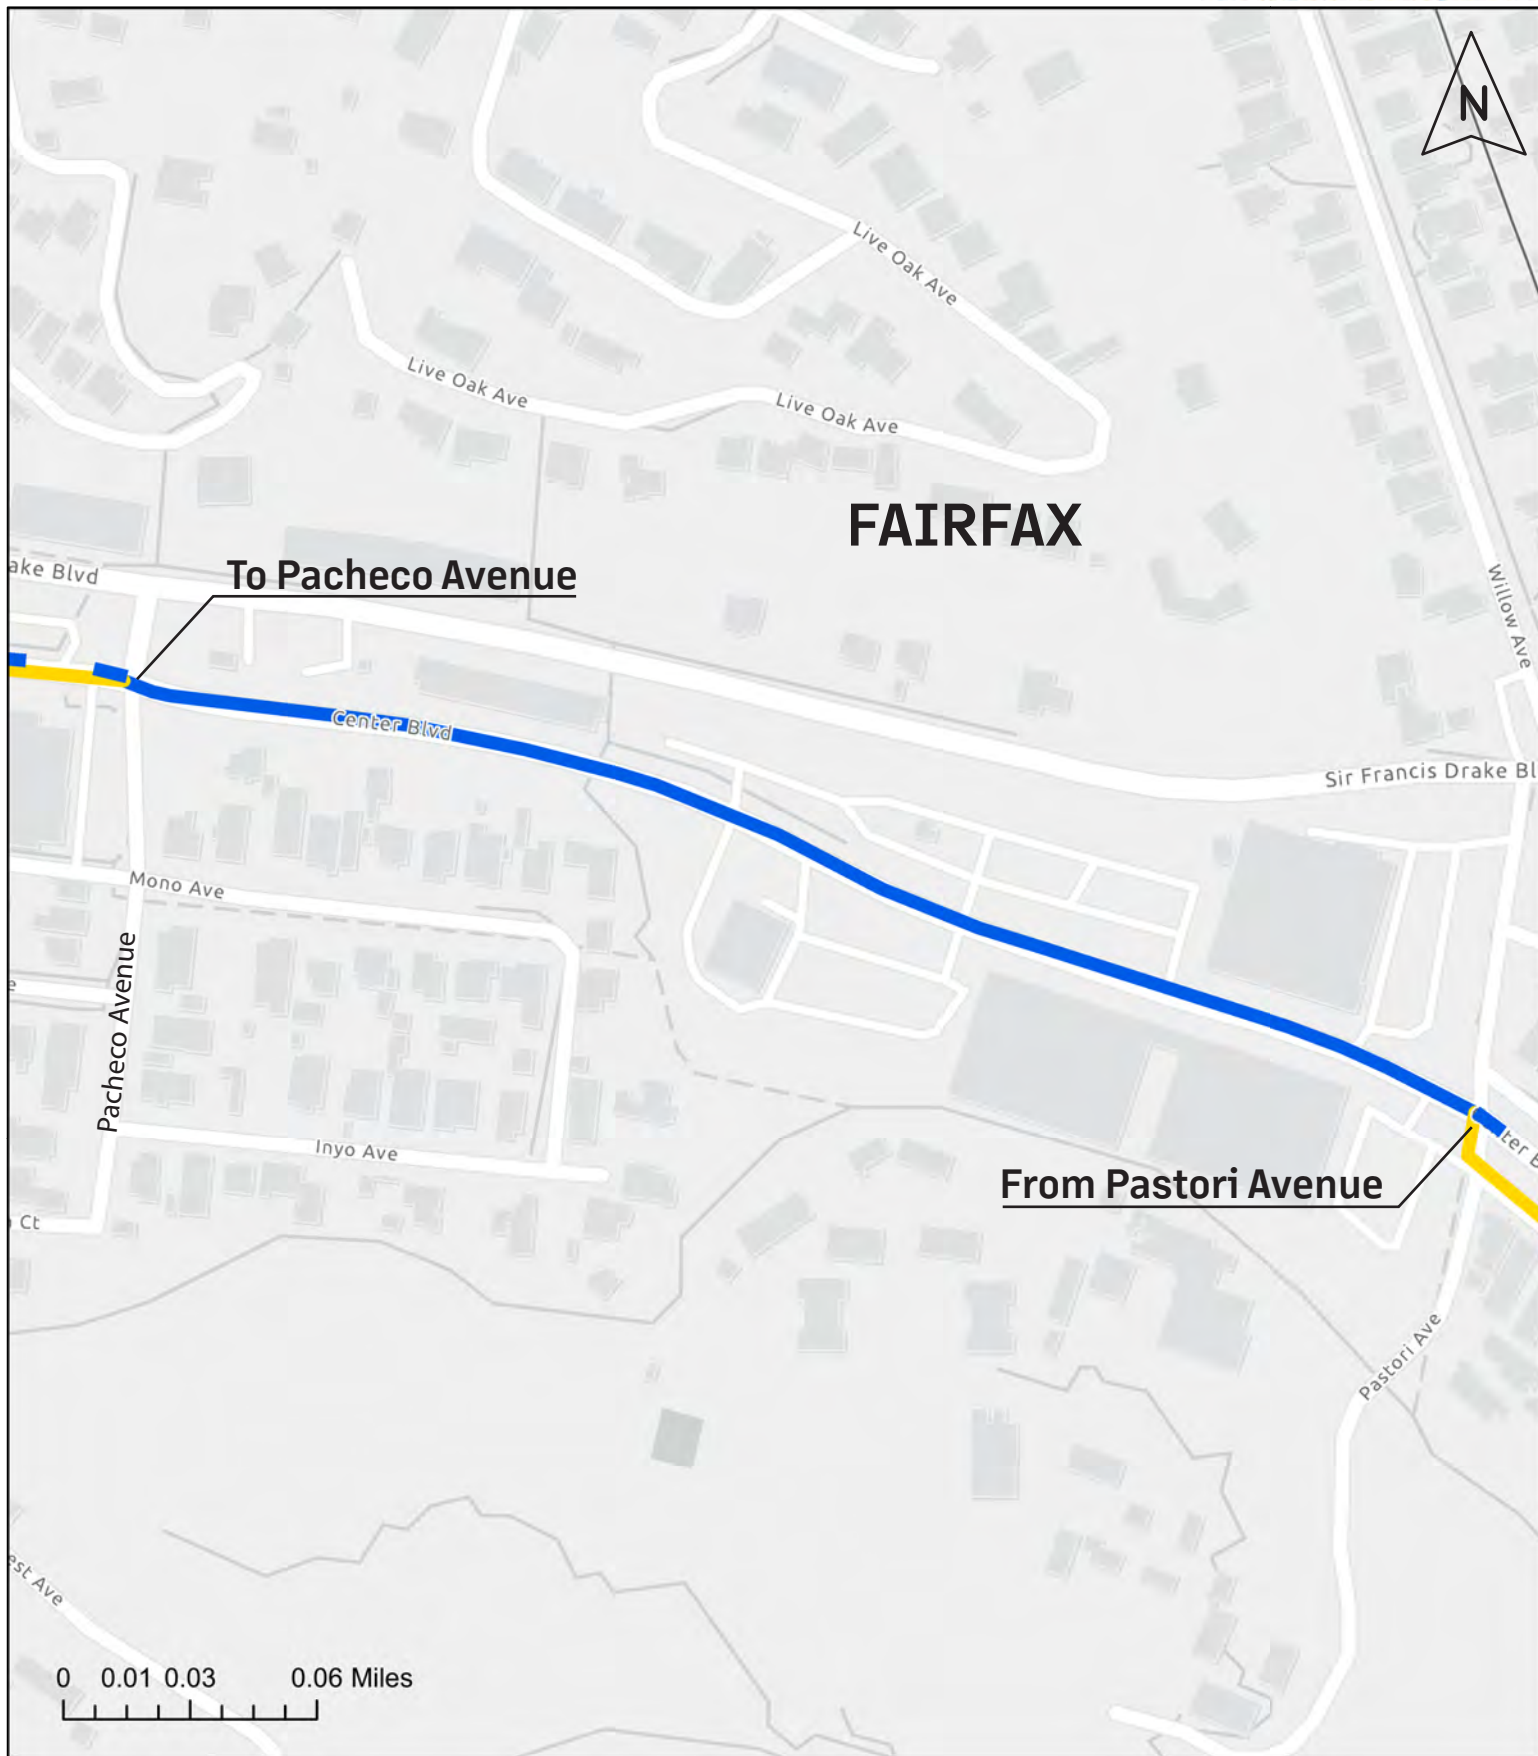 N
Live Oak Ave
Live Oak Ave
Live Oak Ave
FAIRFAX
ake Blvd
To Pacheco Avenue
Willow Ave
Center Blvd
Sir Francis Drake Bl
Mono Ave
Pacheco Avenue
e
Inyo Ave
ter B
From Pastori Avenue
Ct
Pastori Ave
est Ave
0 0.01 0.03 0.06 Miles